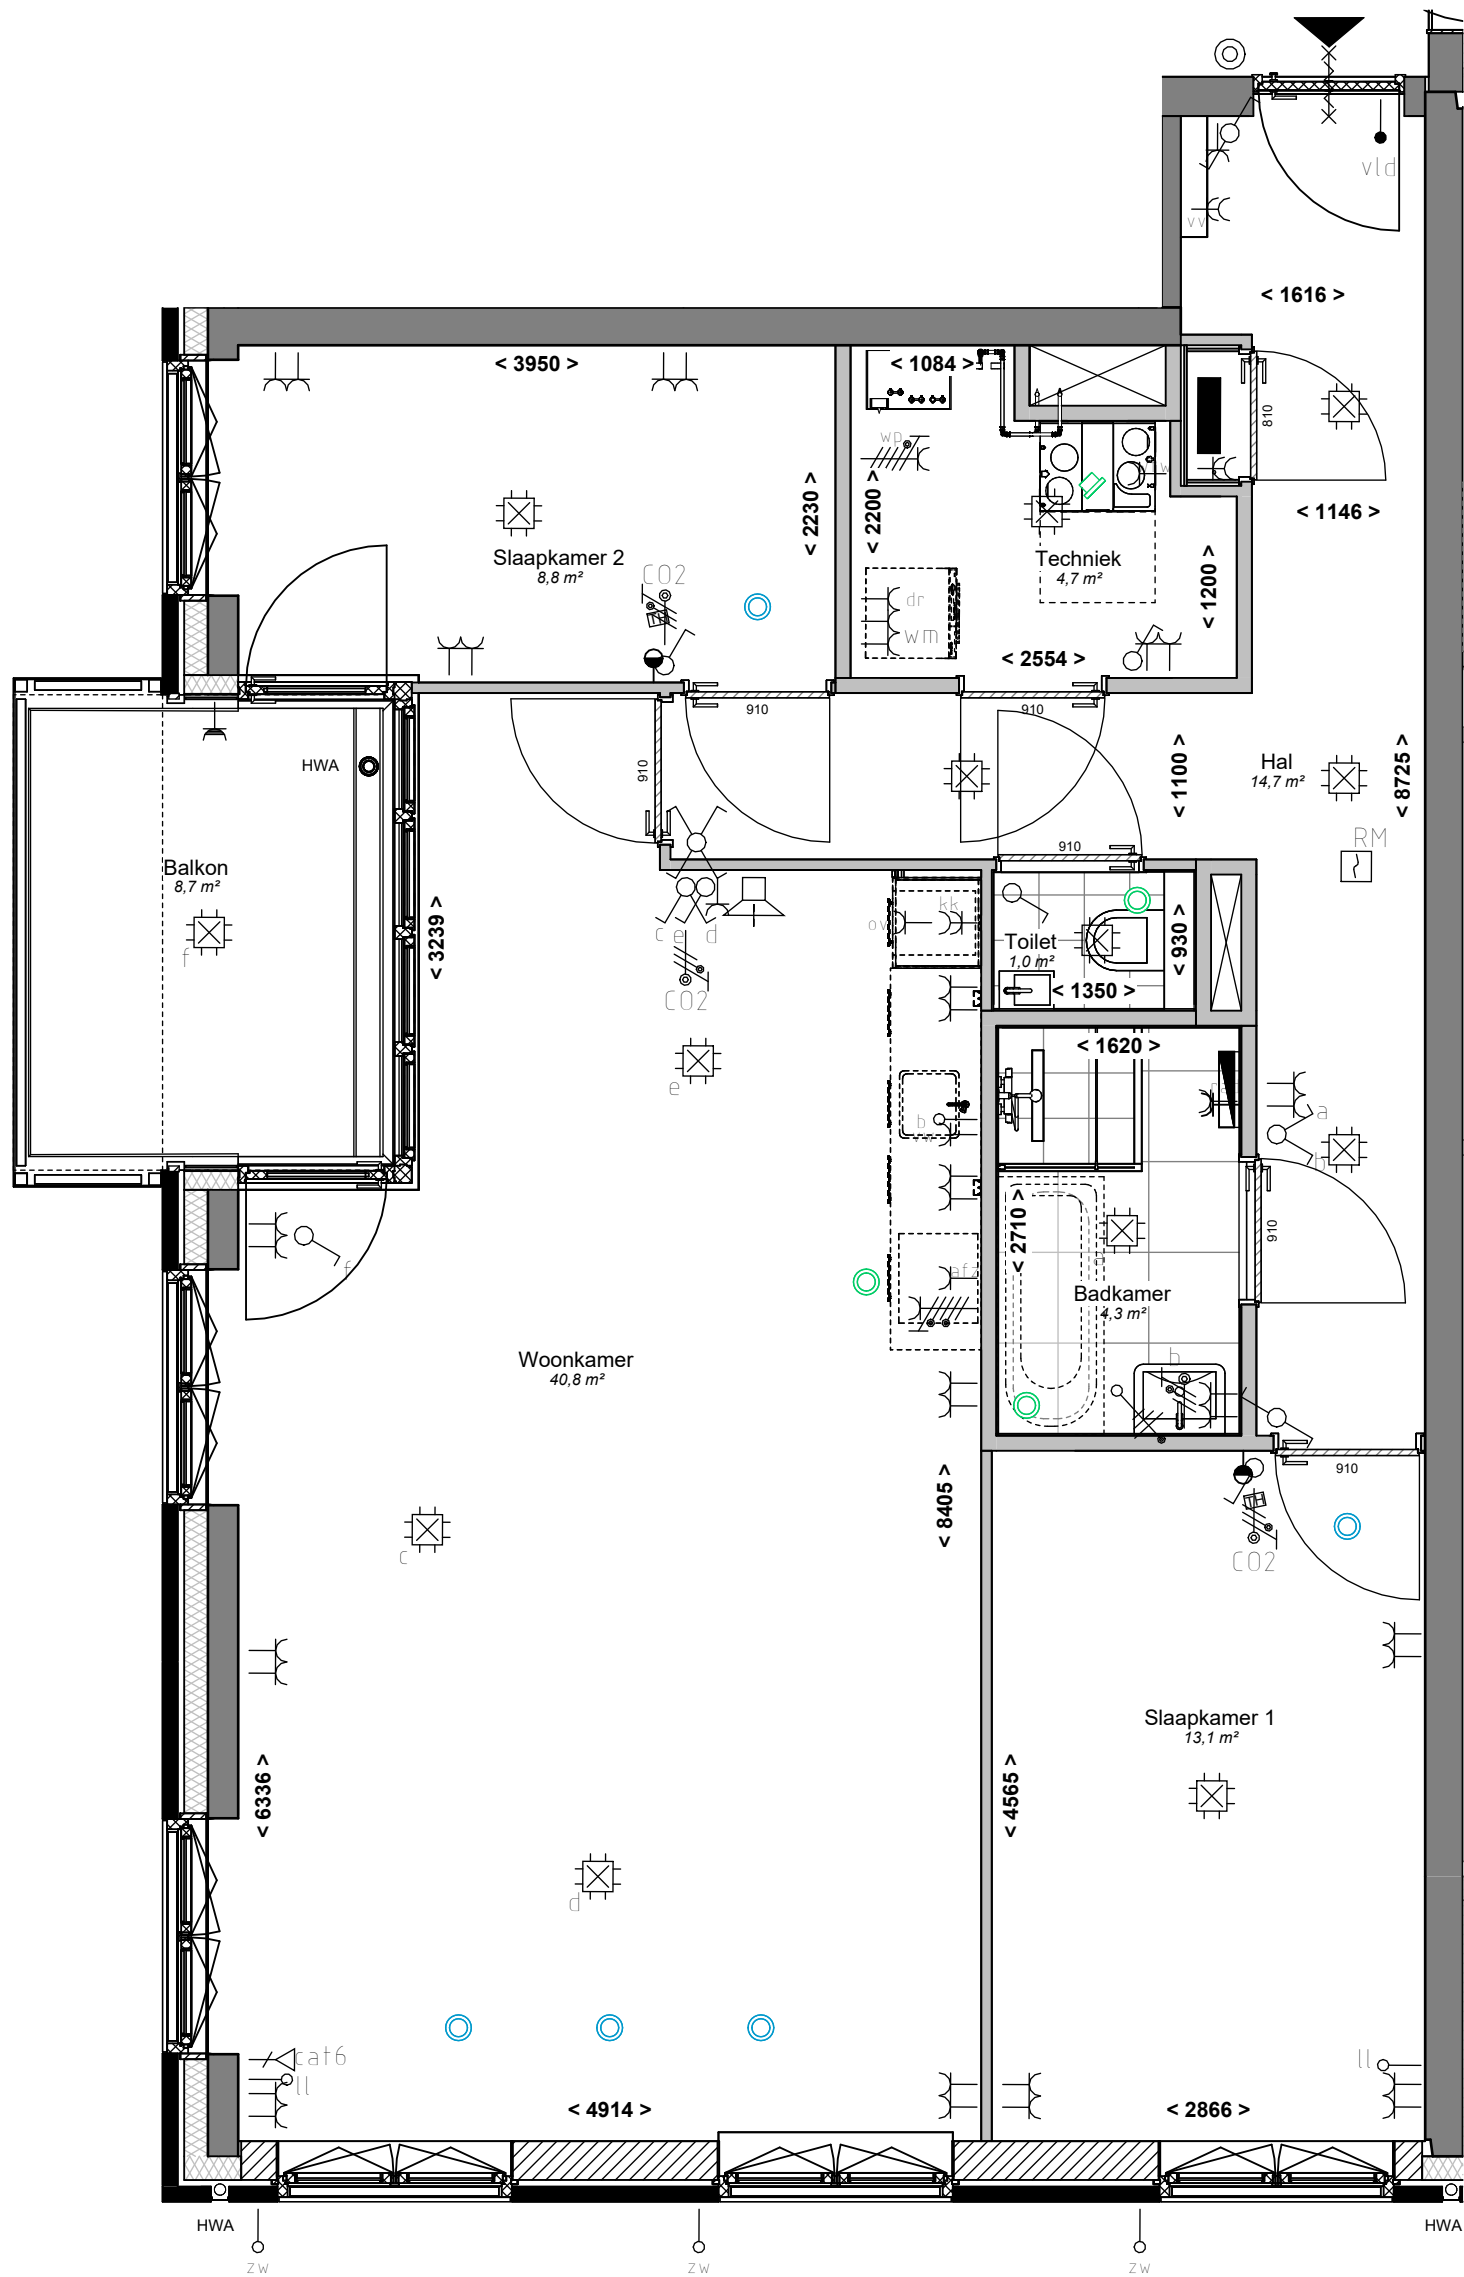 vld
vv
< 1616 >
< 3950 >
< 1084 >
810
wp
< 2230 >
< 2200 >
< 1146 >
Slaapkamer 2
8,8 m²
Techniek
4,7 m²
CO2
dr
wm
< 1200 >
< 2554 >
910
910
910
HWA
< 1100 >
Hal
14,7 m²
< 8725 >
RM
910
Balkon
8,7 m²
f
< 3239 >
c e d
CO2
ov
kk
Toilet
1,0 m²
< 930 >
< 1350 >
< 1620 >
e
b
vw
a
b
< 2710 >
a
910
f
afz
Badkamer
4,3 m²
Woonkamer
40,8 m²
b
< 8405 >
910
c
CO2
Slaapkamer 1
13,1 m²
< 6336 >
< 4565 >
d
cat6
ll
ll
< 4914 >
< 2866 >
HWA
HWA
zw
zw
zw